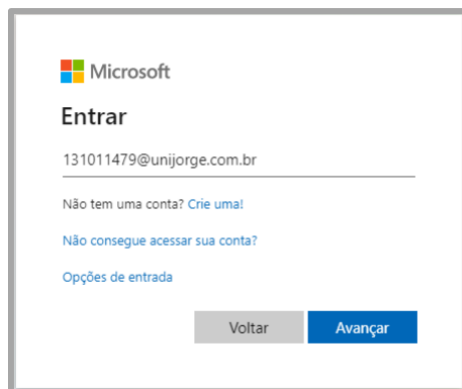 Microsoft
Entrar
131011479@unijorge.com.br
Não tem uma conta? Crie uma!
Não consegue acessar sua conta?
Opções de entrada
Voltar Avançar